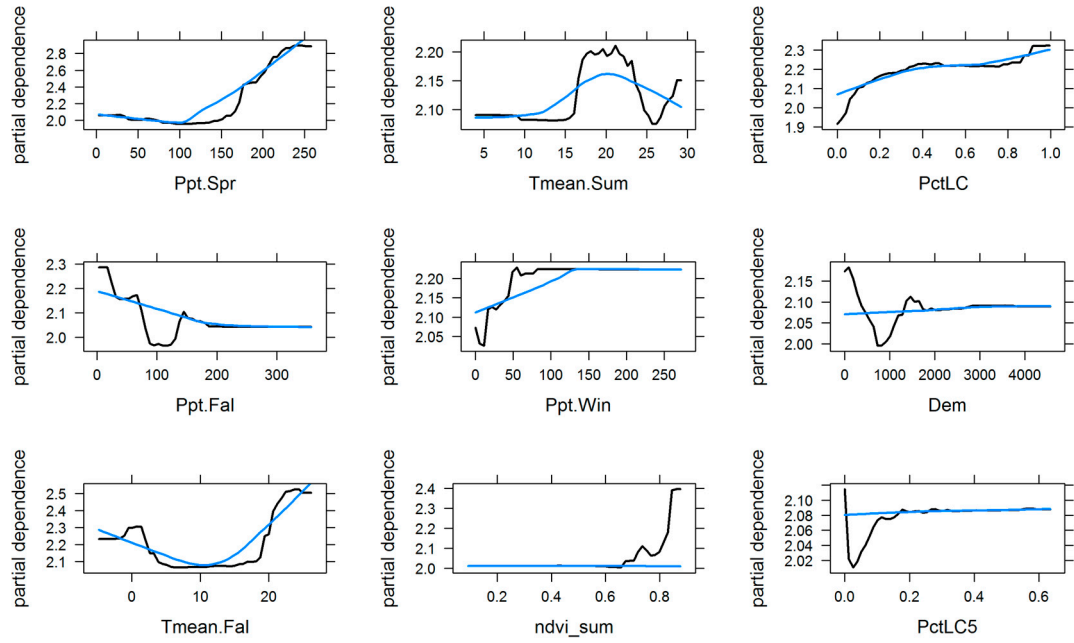 partial dependence
2.8
2.6
2.4
2.2
2.0
0 50 100 150 200 250
Ppt.Spr
partial dependence
2.20
2.15
2.10
5 10 15 20 25 30
Tmean.Sum
partial dependence
2.3
2.2
2.1
2.0
1.9
0.0 0.2 0.4 0.6 0.8 1.0
PctLC
partial dependence
2.3
2.2
2.1
2.0
0 100 200 300
Ppt.Fal
partial dependence
2.20
2.15
2.10
2.05
0 50 100 150 200 250
Ppt.Win
partial dependence
2.15
2.10
2.05
2.00
0 1000 2000 3000 4000
Dem
partial dependence
2.5
2.4
2.3
2.2
2.1
0 10 20
Tmean.Fal
partial dependence
2.4
2.3
2.2
2.1
2.0
0.2 0.4 0.6 0.8
ndvi_sum
partial dependence
2.10
2.08
2.06
2.04
2.02
0.0 0.2 0.4 0.6
PctLC5